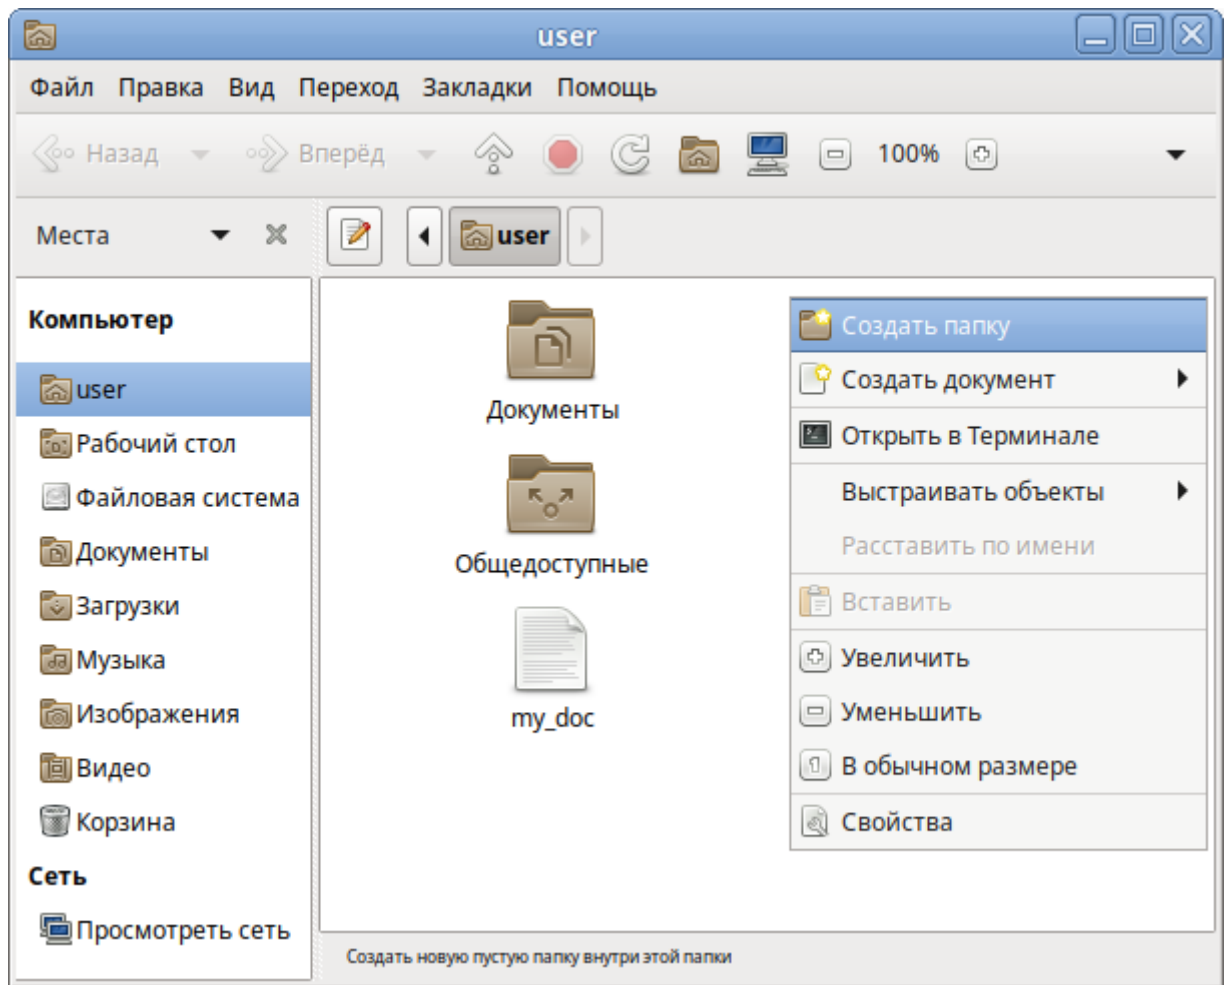 user
Файл Правка Вид Переход Закладки Помощь
Назад Вперёд 100%
Места user
Компьютер
user
Рабочий стол
Файловая система
Документы
Загрузки
Музыка
Изображения
Видео
Корзина
Сеть
Просмотреть сеть
Документы
Общедоступные
my_doc
Создать папку
Создать документ
Открыть в Терминале
Выстраивать объекты
Расставить по имени
Вставить
Увеличить
Уменьшить
В обычном размере
Свойства
Создать новую пустую папку внутри этой папки